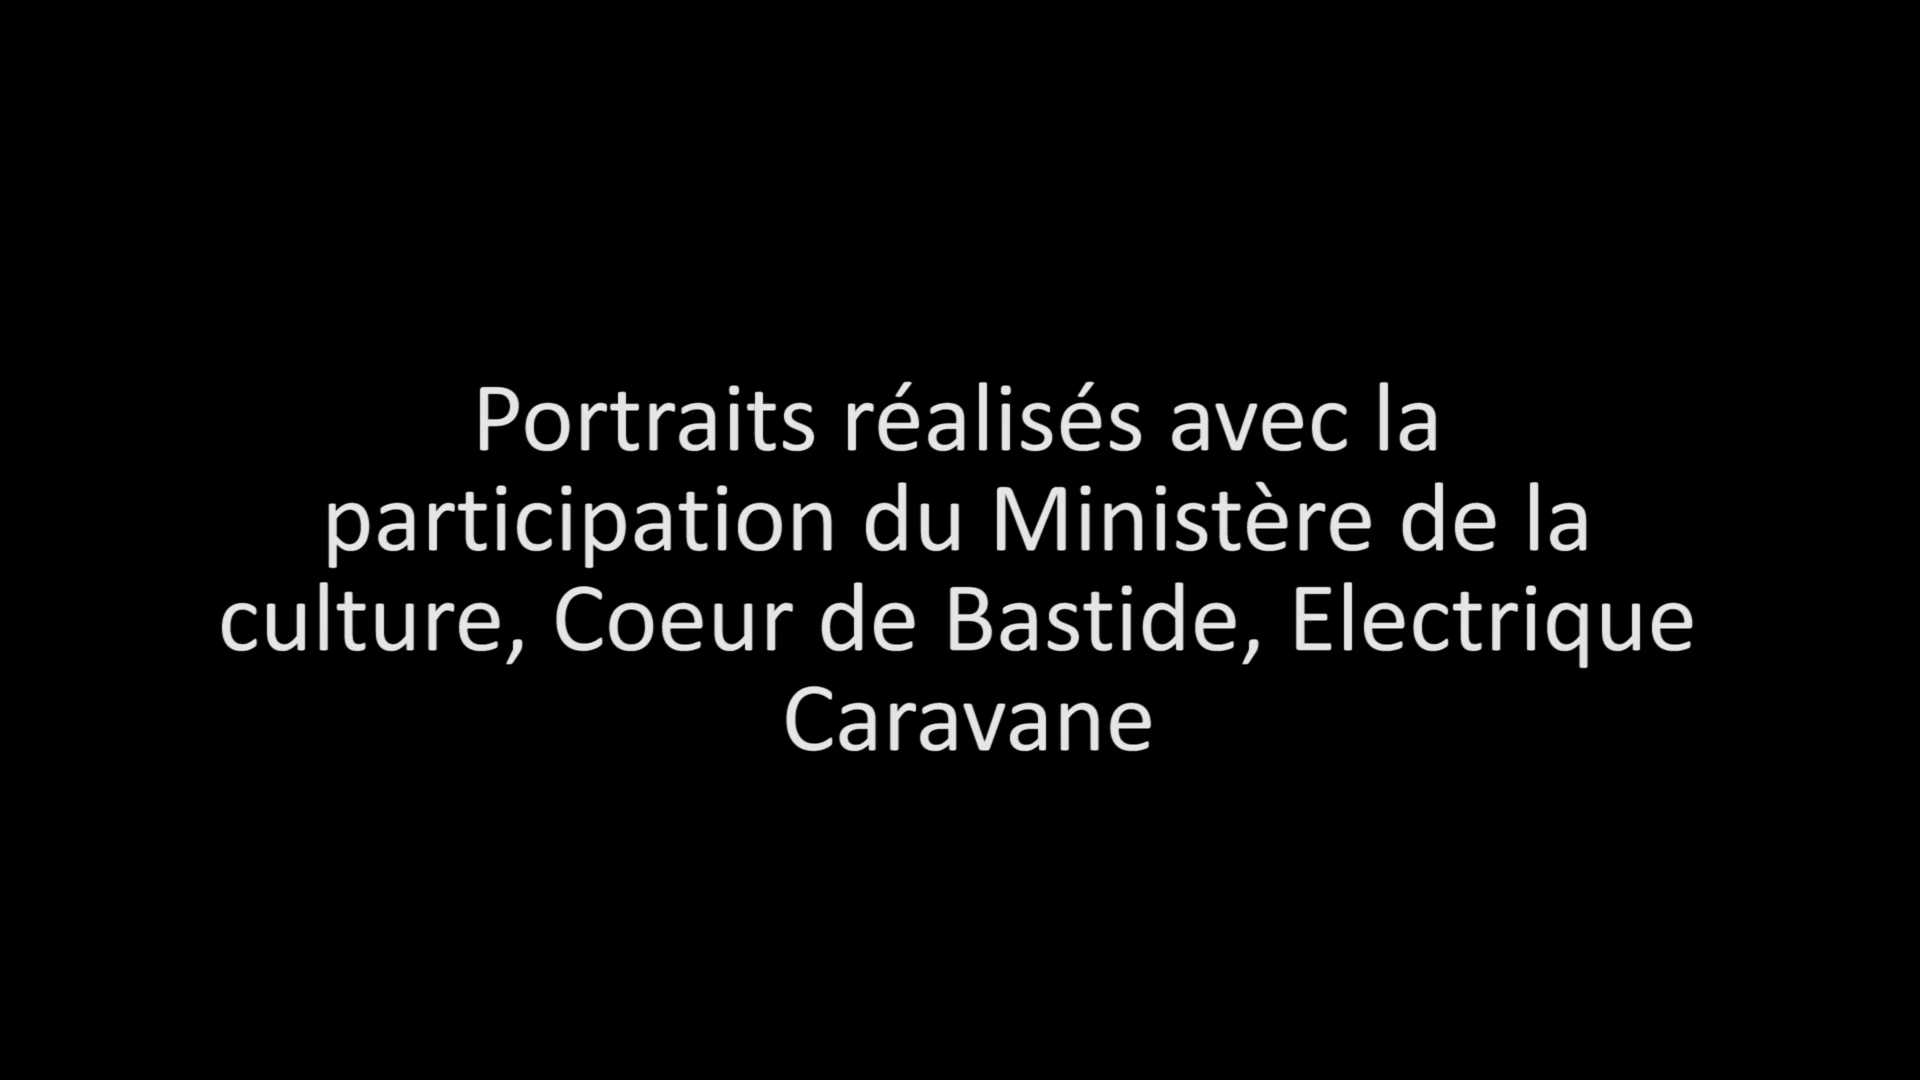 Portraits réalisés avec la
participation du Ministère de la
culture, Coeur de Bastide, Electrique
Caravane